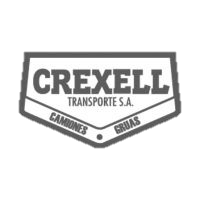 CREXELL
TRANSPORTE S.A.
CAMIONES • GRUAS